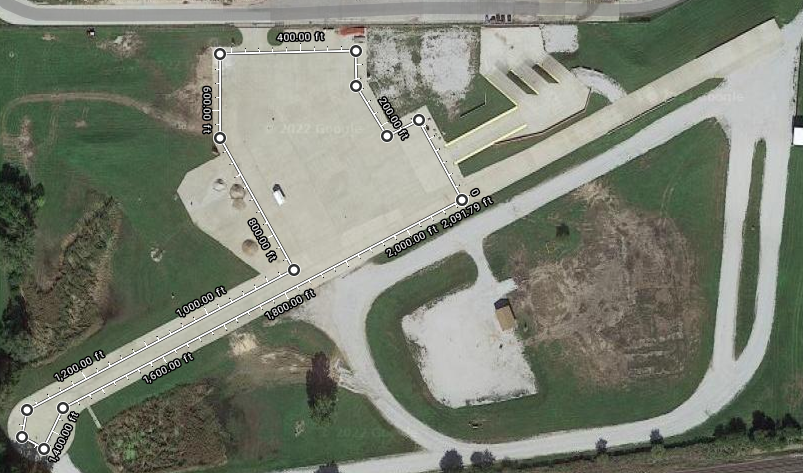 400.00 ft
600.00 ft
200.00 ft
© 2022 Google
0
2,091.79 ft
2,000.00 ft
800.00 ft
1,000.00 ft
1,800.00 ft
1,200.00 ft
1,600.00 ft
1,400.00 ft